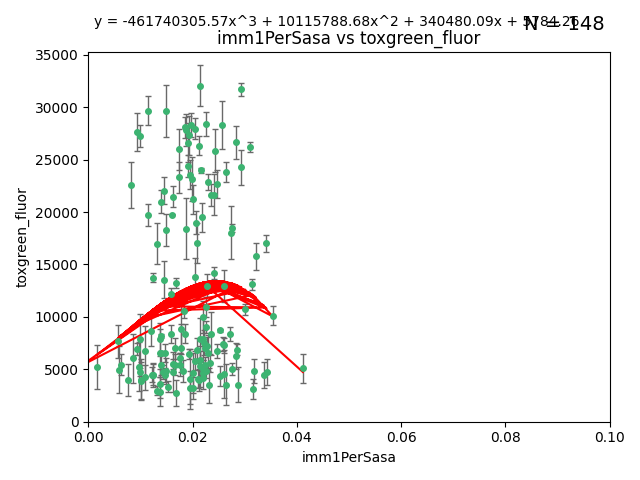 y = -461740305.57x^3 + 10115788.68x^2 + 340480.09x + 5784.26
N = 148
imm1PerSasa vs toxgreen_fluor
35000
30000
25000
20000
15000
10000
5000
0
toxgreen_fluor
0.00 0.02 0.04 0.06 0.08 0.10
imm1PerSasa